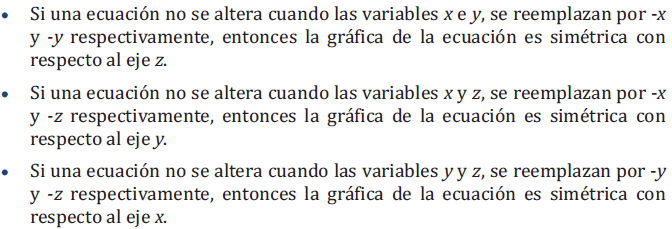 • Si una ecuación no se altera cuando las variables x e y, se reemplazan por -x
y -y respectivamente, entonces la gráfica de la ecuación es simétrica con
respecto al eje z.
• Si una ecuación no se altera cuando las variables x y z, se reemplazan por -x
y -z respectivamente, entonces la gráfica de la ecuación es simétrica con
respecto al eje y.
• Si una ecuación no se altera cuando las variables y y z, se reemplazan por -y
y -z respectivamente, entonces la gráfica de la ecuación es simétrica con
respecto al eje x.